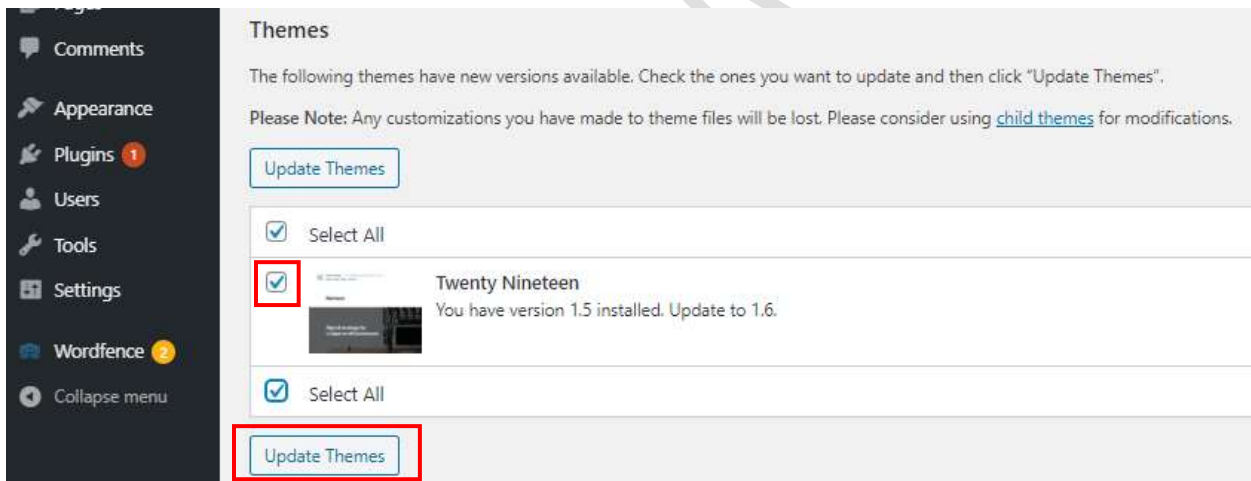 Comments
Appearance
Plugins 1
Users
Tools
Settings
Wordfence 2
Collapse menu
Themes
The following themes have new versions available. Check the ones you want to update and then click “Update Themes”.
Please Note: Any customizations you have made to theme files will be lost. Please consider using child themes for modifications.
Update Themes
Select All
Twenty Nineteen
You have version 1.5 installed. Update to 1.6.
Select All
Update Themes